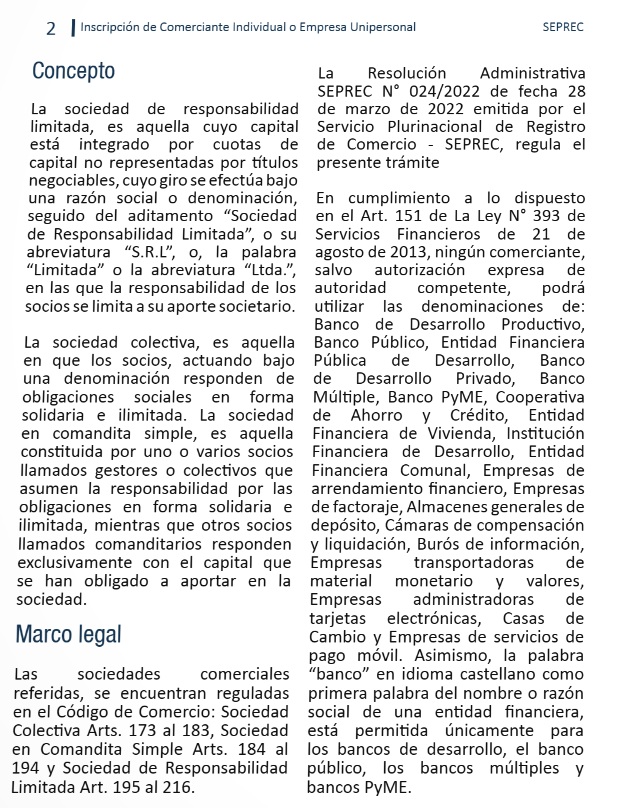 2 Inscripción de Comerciante Individual o Empresa Unipersonal SEPREC
Concepto
La sociedad de responsabilidad
limitada, es aquella cuyo capital
está integrado por cuotas de
capital no representadas por títulos
negociables, cuyo giro se efectúa bajo
una razón social o denominación,
seguido del aditamento “Sociedad
de Responsabilidad Limitada”, o su
abreviatura “S.R.L”, o, la palabra
“Limitada” o la abreviatura “Ltda.”,
en las que la responsabilidad de los
socios se limita a su aporte societario.
La sociedad colectiva, es aquella
en que los socios, actuando bajo
una denominación responden de
obligaciones sociales en forma
solidaria e ilimitada. La sociedad
en comandita simple, es aquella
constituida por uno o varios socios
llamados gestores o colectivos que
asumen la responsabilidad por las
obligaciones en forma solidaria e
ilimitada, mientras que otros socios
llamados comanditarios responden
exclusivamente con el capital que
se han obligado a aportar en la
sociedad.
Marco legal
Las sociedades comerciales
referidas, se encuentran reguladas
en el Código de Comercio: Sociedad
Colectiva Arts. 173 al 183, Sociedad
en Comandita Simple Arts. 184 al
194 y Sociedad de Responsabilidad
Limitada Art. 195 al 216.
La Resolución Administrativa
SEPREC N° 024/2022 de fecha 28
de marzo de 2022 emitida por el
Servicio Plurinacional de Registro
de Comercio - SEPREC, regula el
presente trámite
En cumplimiento a lo dispuesto
en el Art. 151 de La Ley N° 393 de
Servicios Financieros de 21 de
agosto de 2013, ningún comerciante,
salvo autorización expresa de
autoridad competente, podrá
utilizar las denominaciones de:
Banco de Desarrollo Productivo,
Banco Público, Entidad Financiera
Pública de Desarrollo, Banco
de Desarrollo Privado, Banco
Múltiple, Banco PyME, Cooperativa
de Ahorro y Crédito, Entidad
Financiera de Vivienda, Institución
Financiera de Desarrollo, Entidad
Financiera Comunal, Empresas de
arrendamiento financiero, Empresas
de factoraje, Almacenes generales de
depósito, Cámaras de compensación
y liquidación, Burós de información,
Empresas transportadoras de
material monetario y valores,
Empresas administradoras de
tarjetas electrónicas, Casas de
Cambio y Empresas de servicios de
pago móvil. Asimismo, la palabra
“banco” en idioma castellano como
primera palabra del nombre o razón
social de una entidad financiera,
está permitida únicamente para
los bancos de desarrollo, el banco
público, los bancos múltiples y
bancos PyME.